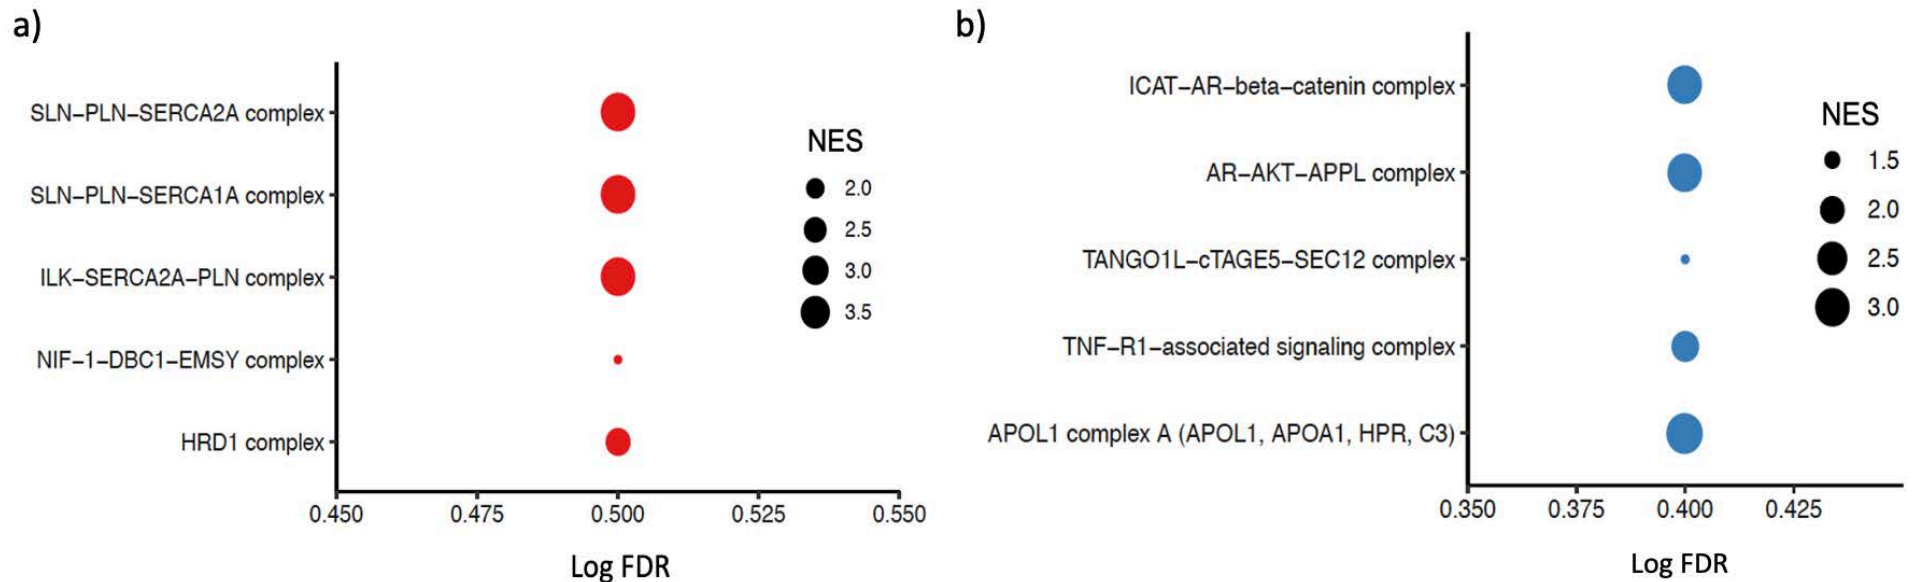 a)
SLN–PLN–SERCA2A complex
SLN–PLN–SERCA1A complex
ILK–SERCA2A–PLN complex
NIF–1–DBC1–EMSY complex
HRD1 complex
0.450 0.475 0.500 0.525 0.550
Log FDR
NES
2.0
2.5
3.0
3.5
b)
ICAT–AR–beta–catenin complex
AR–AKT–APPL complex
TANGO1L–cTAGE5–SEC12 complex
TNF–R1–associated signaling complex
APOL1 complex A (APOL1, APOA1, HPR, C3)
0.350 0.375 0.400 0.425
Log FDR
NES
1.5
2.0
2.5
3.0